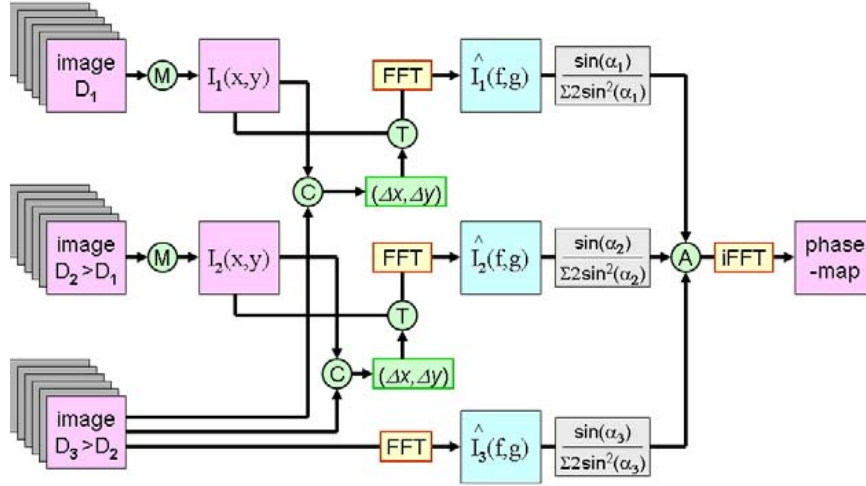 image
D₁
M
I₁(x,y)
FFT
Î₁(f,g)
sin(α₁)
Σ2sin²(α₁)
T
C
(Δx,Δy)
image
D₂>D₁
M
I₂(x,y)
FFT
Î₂(f,g)
sin(α₂)
Σ2sin²(α₂)
A
iFFT
phase
-map
T
C
(Δx,Δy)
image
D₃>D₂
FFT
Î₃(f,g)
sin(α₃)
Σ2sin²(α₃)